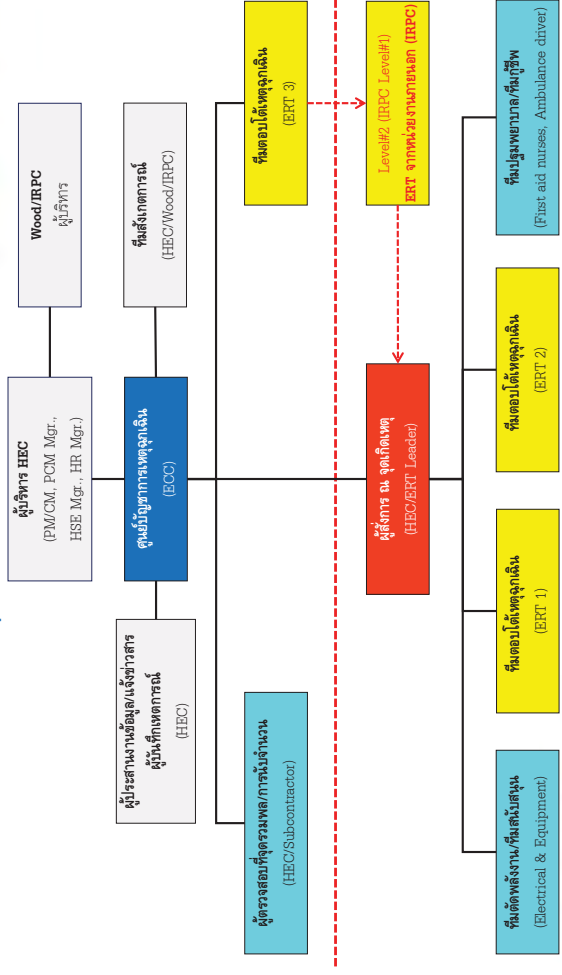 ผู้บริหาร HEC
(PM/CM, PCM Mgr.,
HSE Mgr., HR Mgr.)
Wood/IRPC
ผู้บริหาร
ผู้ประสานงานข้อมูล/แจ้งข่าวสาร
ผู้บันทึกเหตการณ์
(HEC)
ศูนย์บัญชาการเหตุฉุกเฉิน
(ECC)
ทีมสังเกตการณ์
(HEC/Wood/IRPC)
ผู้ตรวจสอบที่จุดรวมพล/การนับจำนวน
(HEC/Subcontractor)
ทีมตอบโต้เหตุฉุกเฉิน
(ERT 3)
ผู้สั่งการ ณ จุดเกิดเหตุ
(HEC/ERT Leader)
Level#2 (IRPC Level#1)
ERT จากหน่วยงานภายนอก (IRPC)
ทีมตัดพลังงาน/ทีมสนับสนุน
(Electrical & Equipment)
ทีมตอบโต้เหตุฉุกเฉิน
(ERT 1)
ทีมตอบโต้เหตุฉุกเฉิน
(ERT 2)
ทีมปฐมพยาบาล/ทีมกู้ชีพ
(First aid nurses, Ambulance driver)